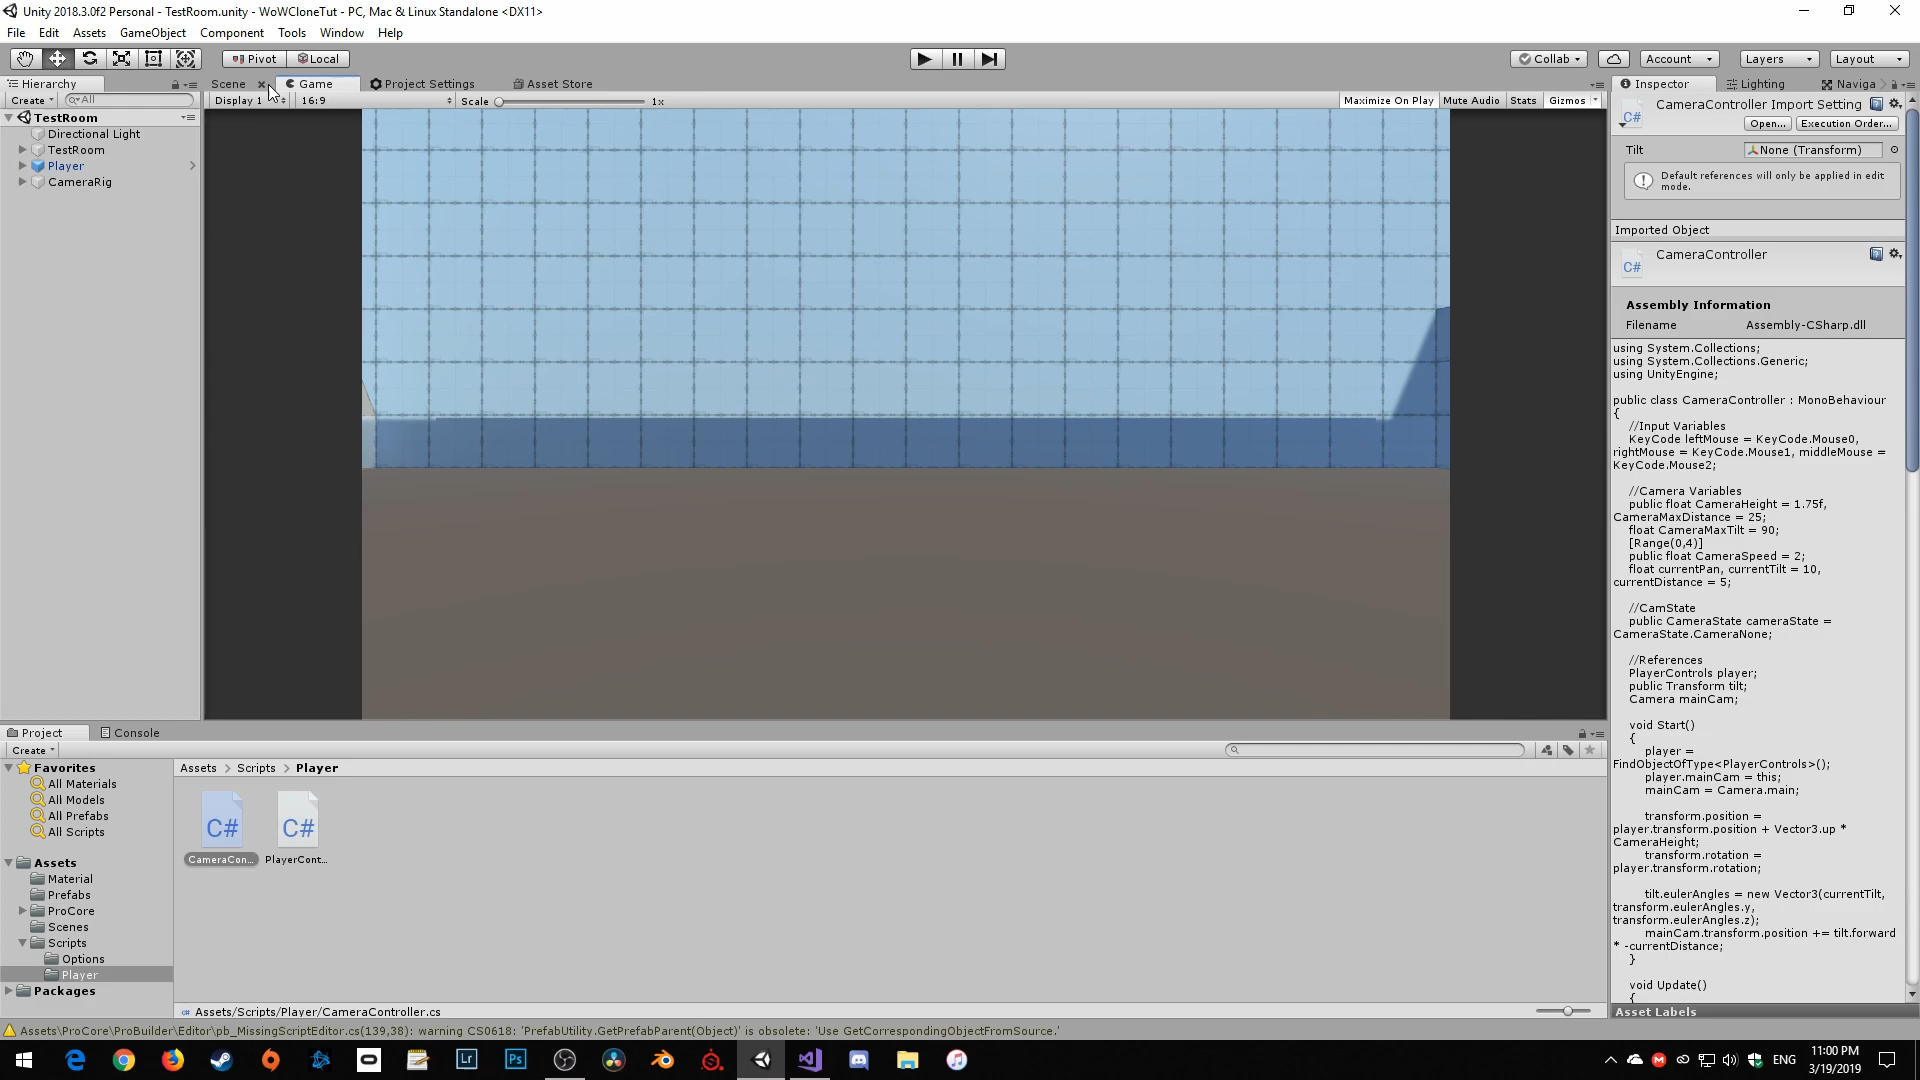 Unity 2018.3.0f2 Personal - TestRoom.unity - WoWCloneTut - PC, Mac & Linux Standalone <DX11>
File Edit Assets GameObject Component Tools Window Help
Pivot Local Collab Account Layers Layout
Hierarchy Scene Game Project Settings Asset Store Inspector Lighting Naviga
Create All Display 1 16:9 Scale 1x Maximize On Play Mute Audio Stats Gizmos
TestRoom
Directional Light
TestRoom
Player
CameraRig
CameraController Import Setting
C#
Open... Execution Order...
Tilt None (Transform)
Default references will only be applied in edit
mode.
Imported Object
CameraController
C#
Assembly Information
Filename Assembly-CSharp.dll
using System.Collections;
using System.Collections.Generic;
using UnityEngine;
public class CameraController : MonoBehaviour
{
//Input Variables
KeyCode leftMouse = KeyCode.Mouse0,
rightMouse = KeyCode.Mouse1, middleMouse =
KeyCode.Mouse2;
//Camera Variables
public float CameraHeight = 1.75f,
CameraMaxDistance = 25;
float CameraMaxTilt = 90;
[Range(0,4)]
public float CameraSpeed = 2;
float currentPan, currentTilt = 10,
currentDistance = 5;
//CamState
public CameraState cameraState =
CameraState.CameraNone;
//References
PlayerControls player;
public Transform tilt;
Camera mainCam;
void Start()
{
player =
FindObjectOfType<PlayerControls>();
player.mainCam = this;
mainCam = Camera.main;
transform.position =
player.transform.position + Vector3.up *
CameraHeight;
transform.rotation =
player.transform.rotation;
tilt.eulerAngles = new Vector3(currentTilt,
transform.eulerAngles.y,
transform.eulerAngles.z);
mainCam.transform.position += tilt.forward
* -currentDistance;
}
void Update()
{
Asset Labels
Project Console
Create
Favorites
All Materials
All Models
All Prefabs
All Scripts
Assets
Material
Prefabs
ProCore
Scenes
Scripts
Options
Player
Packages
Assets > Scripts > Player
C# C#
CameraCon... PlayerCont...
Assets/Scripts/Player/CameraController.cs
Assets\ProCore\ProBuilder\Editor\pb_MissingScriptEditor.cs(139,38): warning CS0618: 'PrefabUtility.GetPrefabParent(Object)' is obsolete: 'Use GetCorrespondingObjectFromSource.'
Lr Ps ENG
11:00 PM
3/19/2019